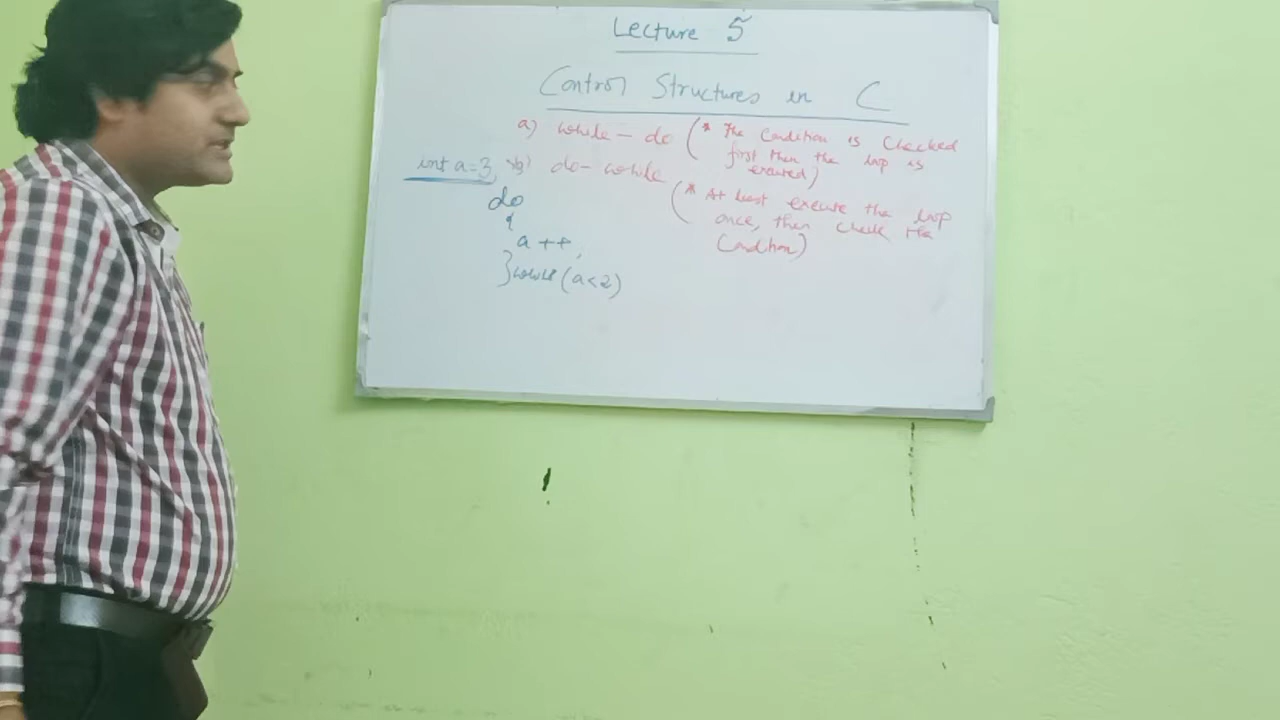 Lecture 5
Control Structures in C
a) while - do (* The Condition is Checked
first then the loop is
exeuted)
int a=3, b) do - while
(* At least execute the loop
once, then check the
Condition)
do
{
a ++;
} while (a<2)